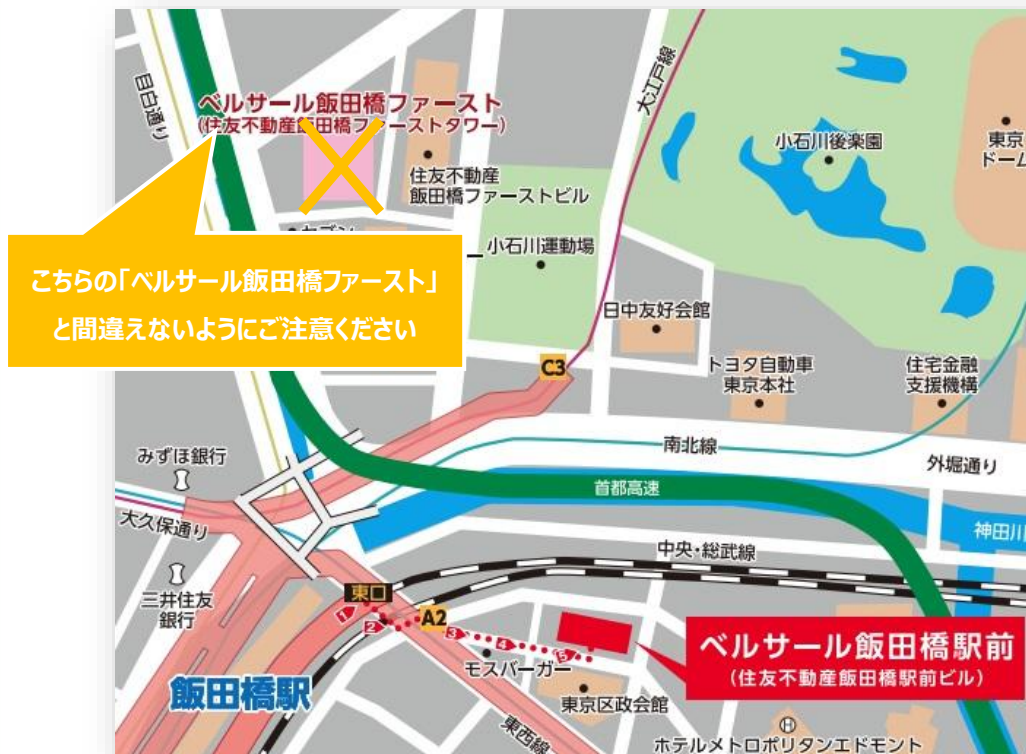 目白通り
ベルサール飯田橋ファースト
(住友不動産飯田橋ファーストタワー)
大江戸線
小石川後楽園
東京
ドーム
住友不動産
飯田橋ファーストビル
小石川運動場
こちらの「ベルサール飯田橋ファースト」
と間違えないようにご注意ください
日中友好会館
C3
トヨタ自動車
東京本社
住宅金融
支援機構
みずほ銀行
南北線
外堀通り
首都高速
大久保通り
神田川
中央・総武線
三井住友
銀行
東口
1
2
A2
3
4
5
モスバーガー
ベルサール飯田橋駅前
(住友不動産飯田橋駅前ビル)
飯田橋駅
東京区政会館
東西線
H
ホテルメトロポリタンエドモント